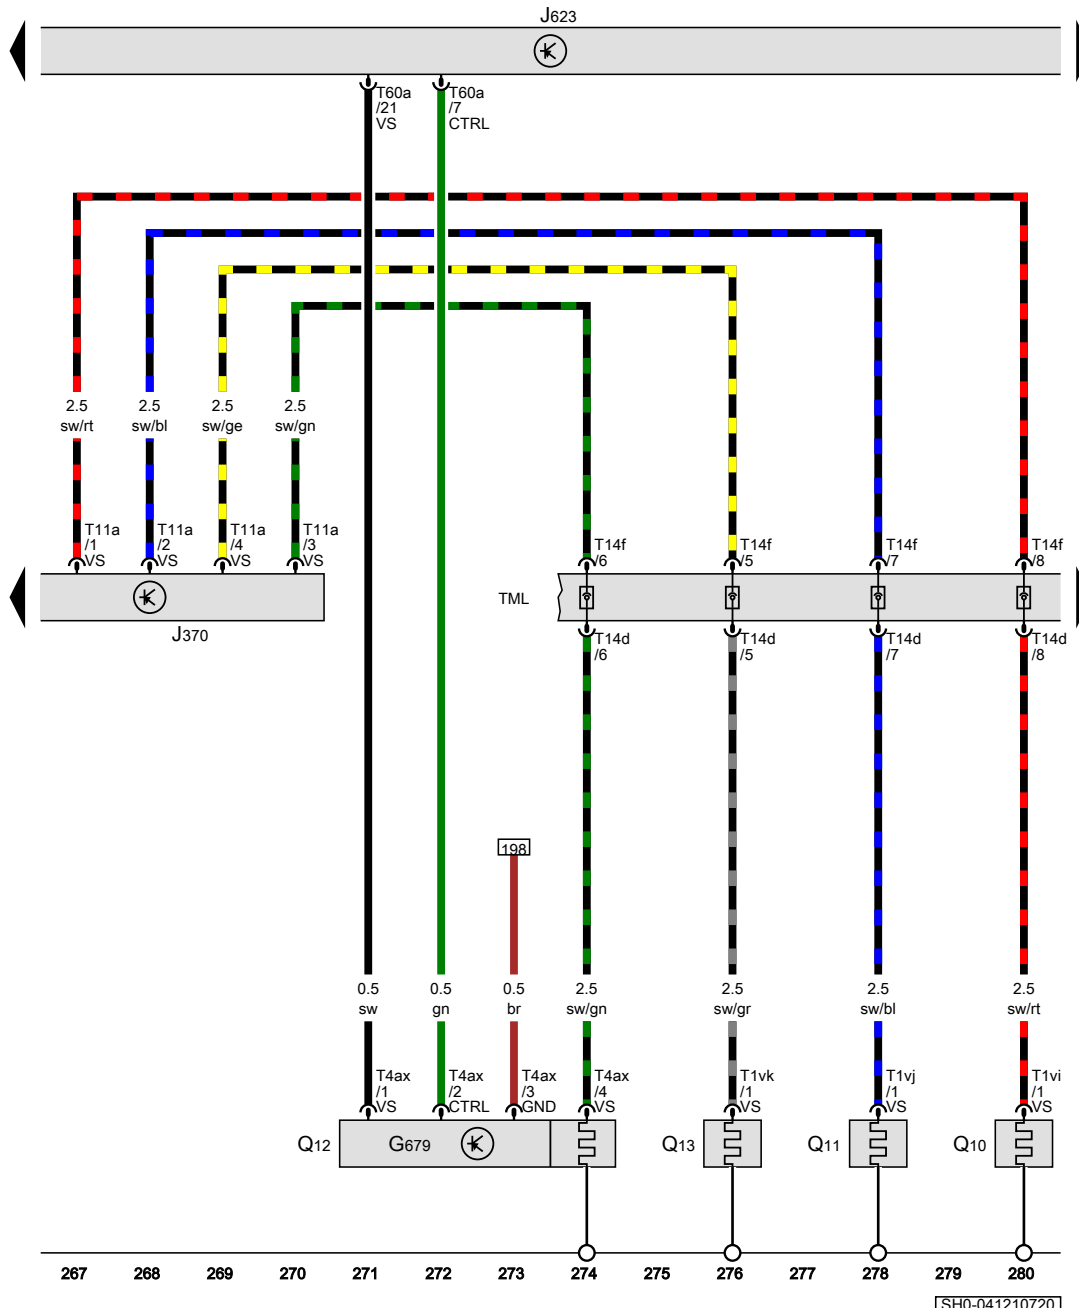 J623
T60a
/21
VS
T60a
/7
CTRL
2.5
sw/rt
2.5
sw/bl
2.5
sw/ge
2.5
sw/gn
T11a
/1
VS
T11a
/2
VS
T11a
/4
VS
T11a
/3
VS
T14f
/6
T14f
/5
T14f
/7
T14f
/8
J370
TML
T14d
/6
T14d
/5
T14d
/7
T14d
/8
198
0.5
sw
0.5
gn
0.5
br
2.5
sw/gn
2.5
sw/gr
2.5
sw/bl
2.5
sw/rt
T4ax
/1
VS
T4ax
/2
CTRL
T4ax
/3
GND
T4ax
/4
VS
T1vk
/1
VS
T1vj
/1
VS
T1vi
/1
VS
Q12
G679
Q13
Q11
Q10
267 268 269 270 271 272 273 274 275 276 277 278 279 280
SH0-041210720